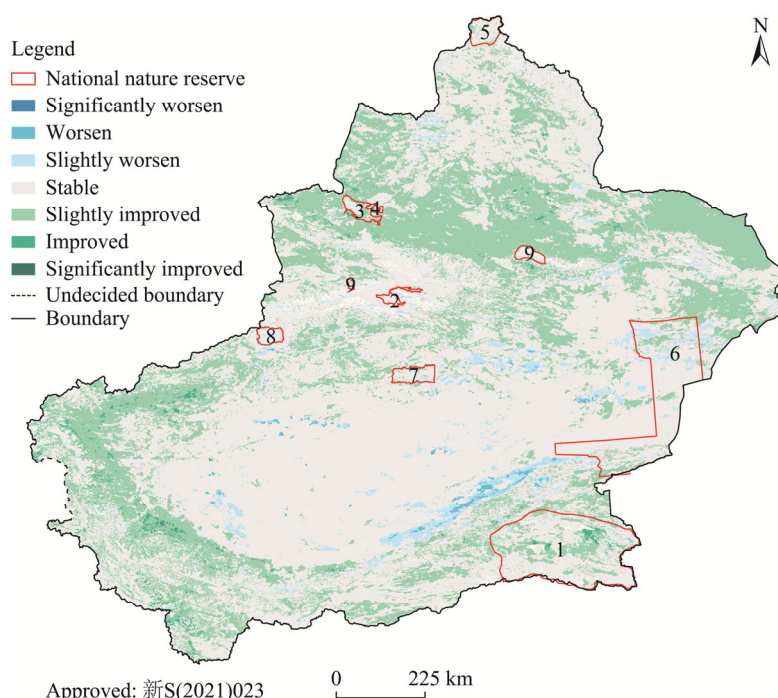 N
Legend
National nature reserve
Significantly worsen
Worsen
Slightly worsen
Stable
Slightly improved
Improved
Significantly improved
Undecided boundary
Boundary
5
3 4
9
9
2
8
6
7
1
Approved: 新S(2021)023
0 225 km